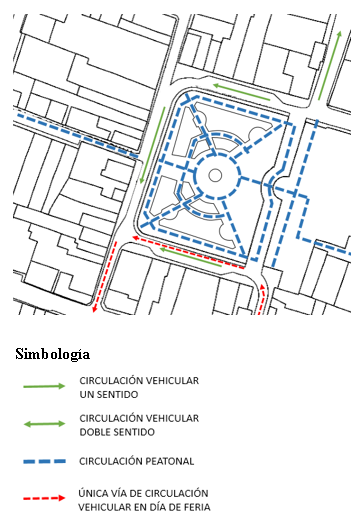 Simbología
CIRCULACIÓN VEHICULAR
UN SENTIDO
CIRCULACIÓN VEHICULAR
DOBLE SENTIDO
CIRCULACIÓN PEATONAL
ÚNICA VÍA DE CIRCULACIÓN
VEHICULAR EN DÍA DE FERIA